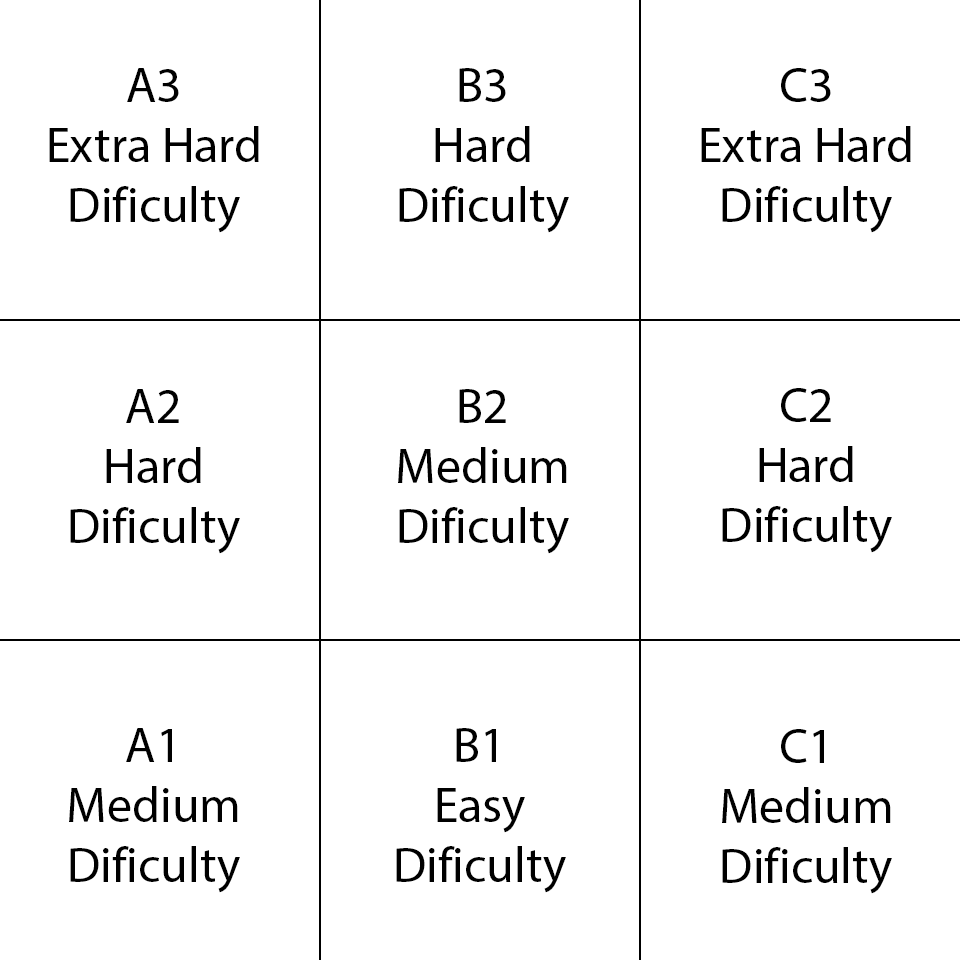 A3
Extra Hard
Dificulty
B3
Hard
Dificulty
C3
Extra Hard
Dificulty
A2
Hard
Dificulty
B2
Medium
Dificulty
C2
Hard
Dificulty
A1
Medium
Dificulty
B1
Easy
Dificulty
C1
Medium
Dificulty